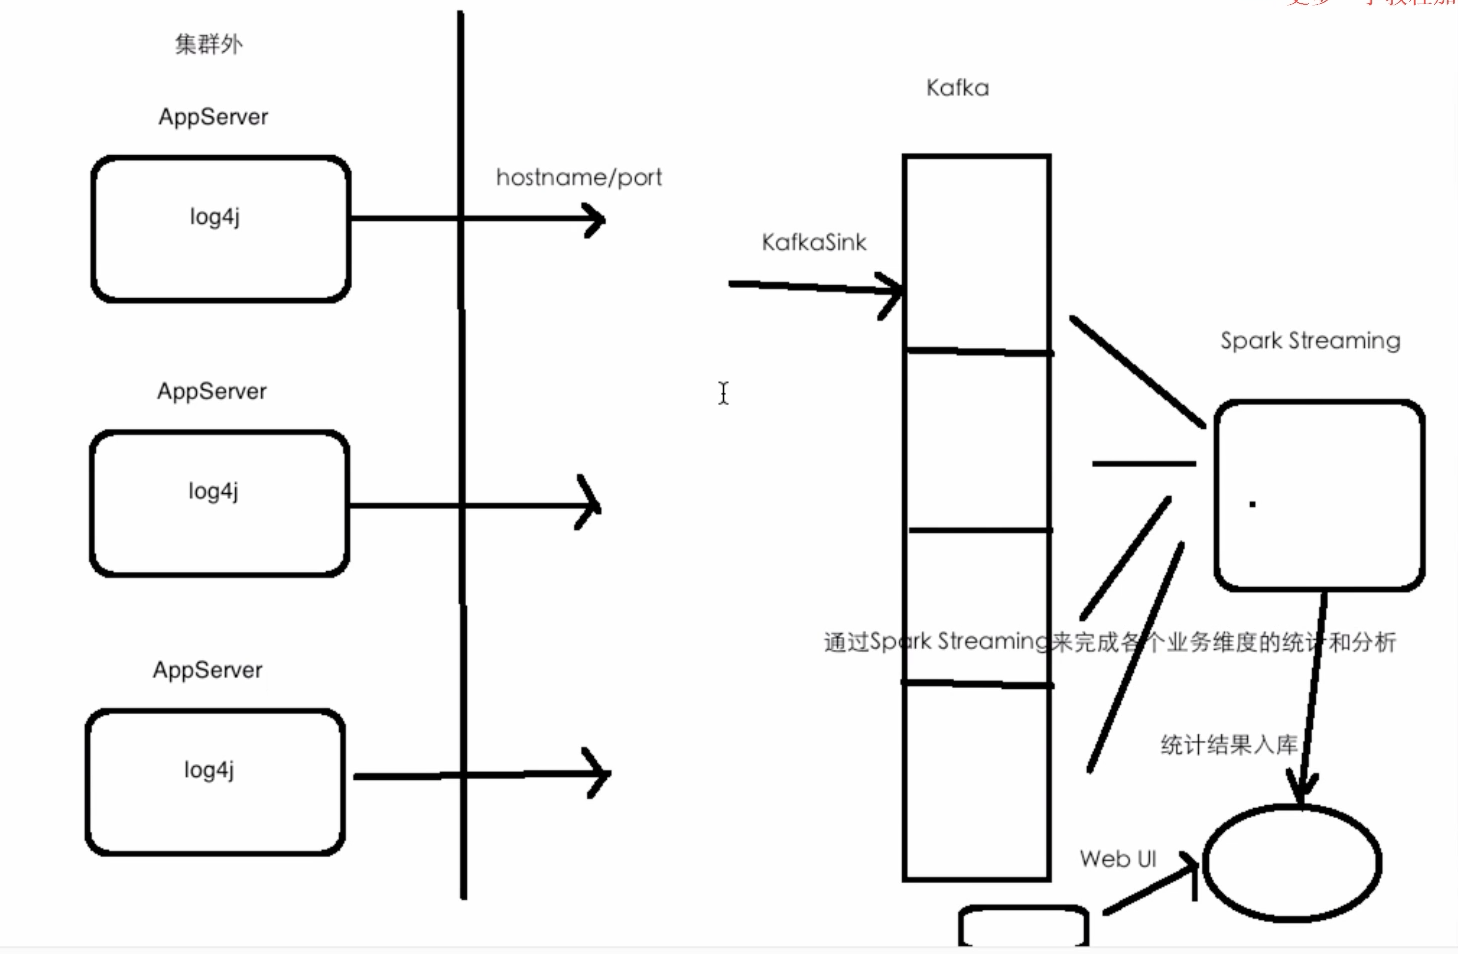 集群外
AppServer
log4j
hostname/port
AppServer
log4j
AppServer
log4j
KafkaSink
Kafka
Spark Streaming
通过Spark Streaming来完成各个业务维度的统计和分析
统计结果入库
Web UI